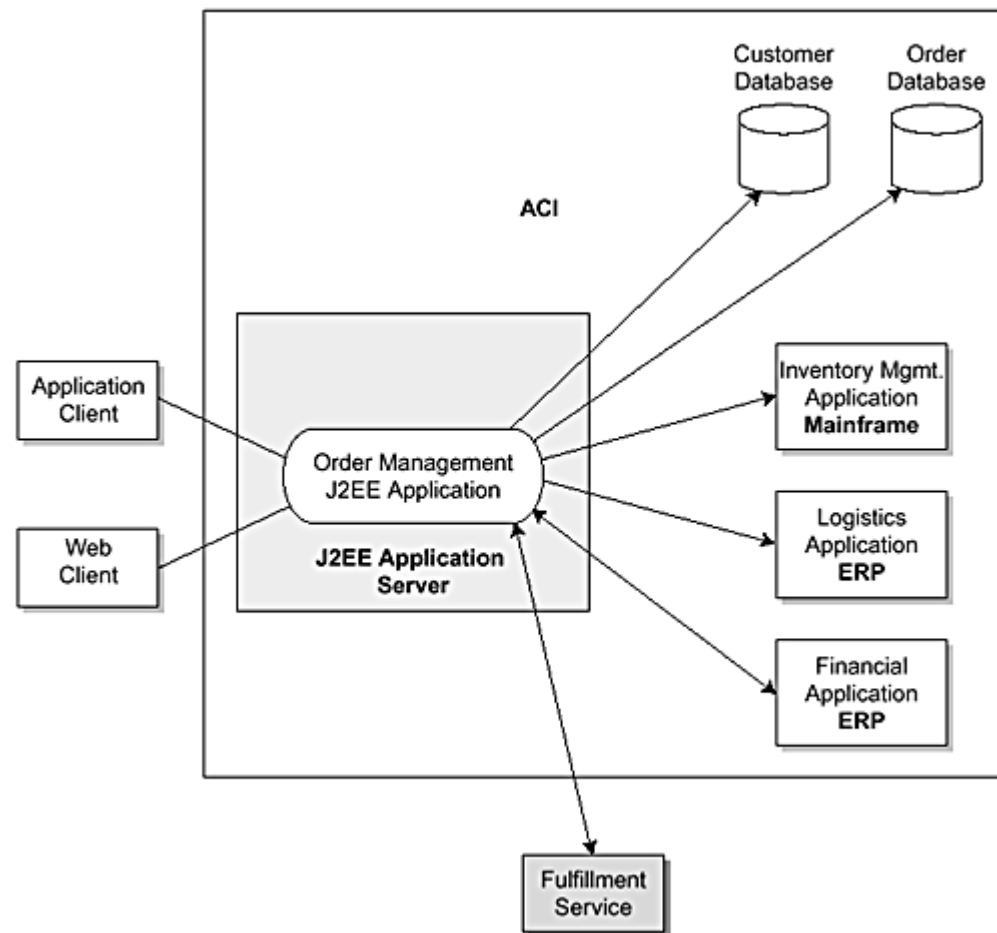 Customer
Database
Order
Database
ACI
Application
Client
Inventory Mgmt.
Application
Mainframe
Order Management
J2EE Application
Logistics
Application
ERP
Web
Client
J2EE Application
Server
Financial
Application
ERP
Fulfillment
Service